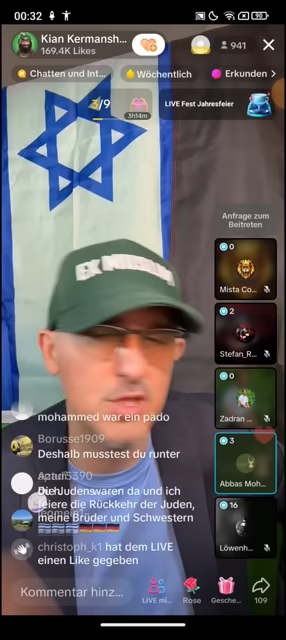 00:32
90
Kian Kermansh...
169.4K Likes
941
Chatten und Int...
Wöchentlich
Erkunden
3/9
3h14m
LIVE Fest Jahresfeier
Anfrage zum
Beitreten
0
Mista Co...
2
Stefan_R...
0
Zadran ...
3
Abbas Moh...
16
Löwenh...
mohammed war ein pädo
Borusse1909
Deshalb musstest du runter
waren da und ich
feiere die Rückkehr der Juden,
meine Brüder und Schwestern
christoph_k1 hat dem LIVE
einen Like gegeben
Kommentar hinz...
LIVE mi...
Rose
Gesche...
109